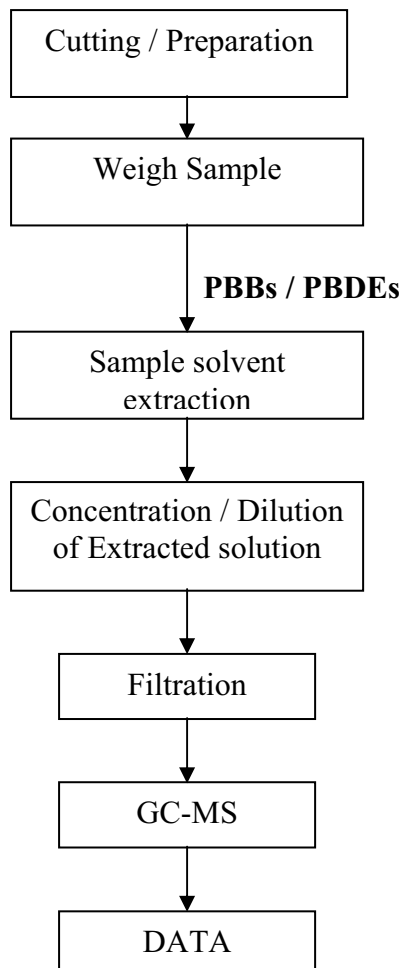 Cutting / Preparation
Weigh Sample
PBBs / PBDEs
Sample solvent
extraction
Concentration / Dilution
of Extracted solution
Filtration
GC-MS
DATA